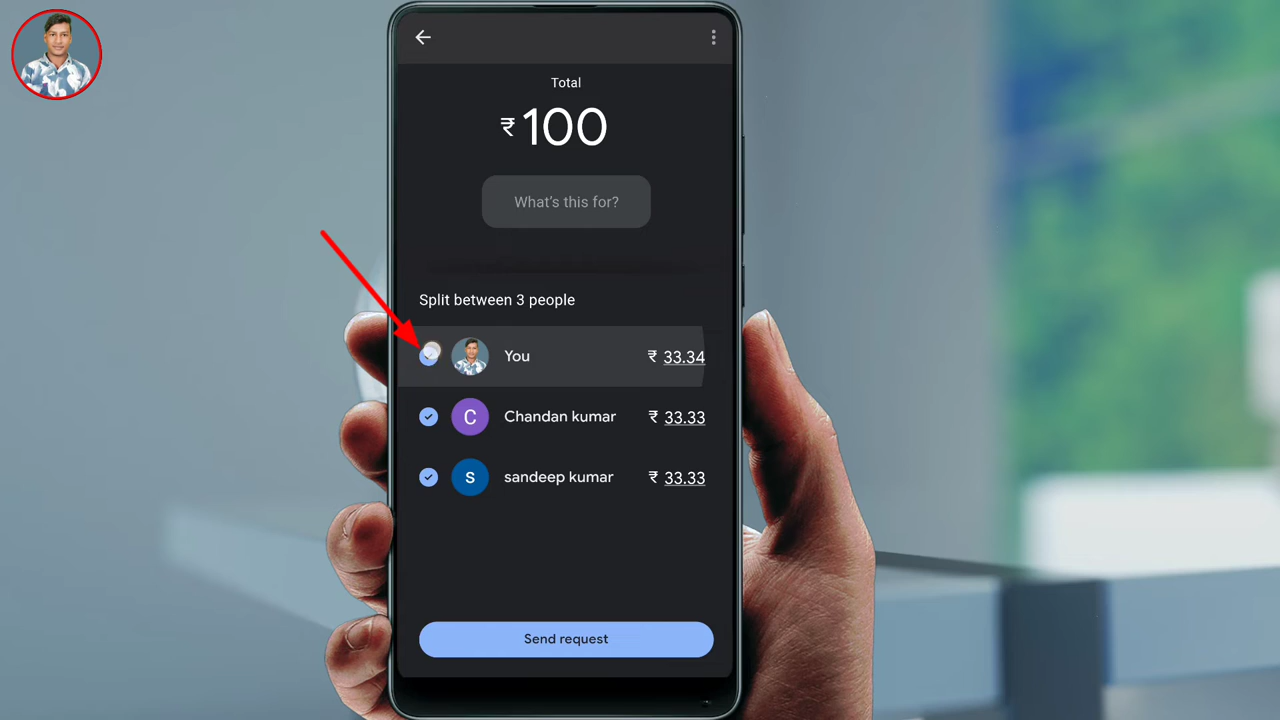 Total
₹100
What's this for?
Split between 3 people
You ₹ 33.34
C Chandan kumar ₹ 33.33
S sandeep kumar ₹ 33.33
Send request